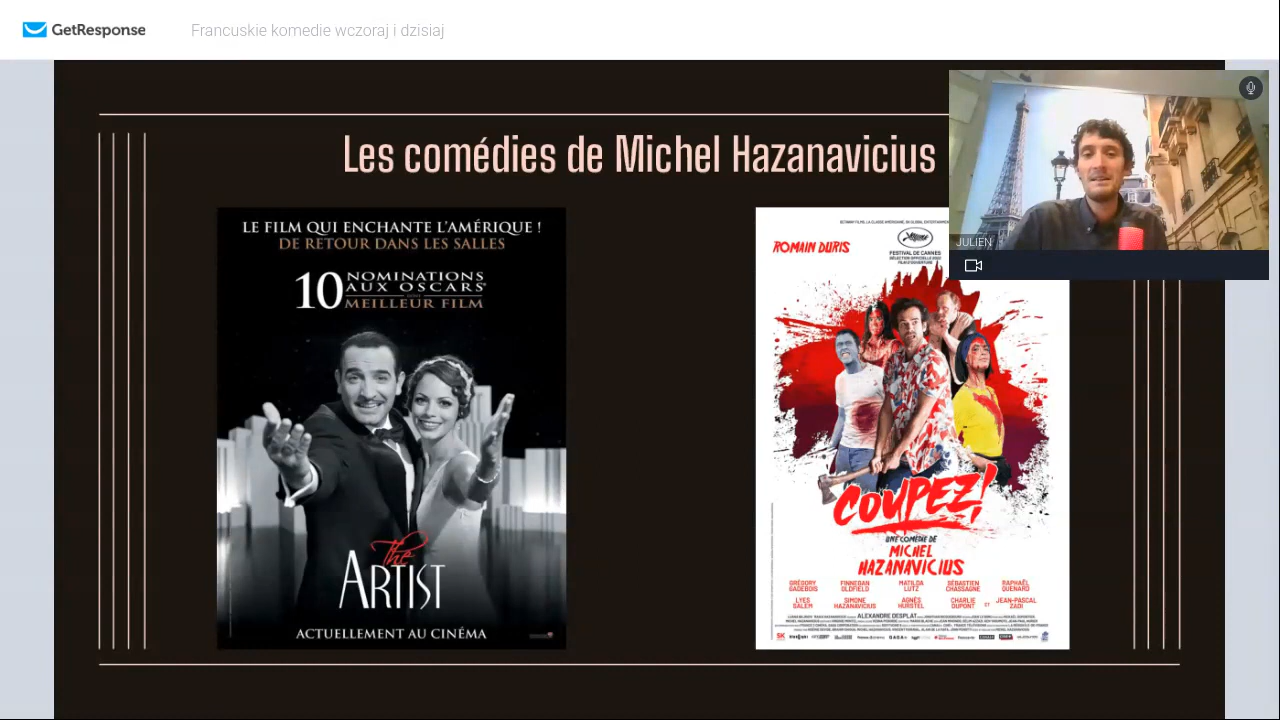 GetResponse
Francuskie komedie wczoraj i dzisiaj
Les comédies de Michel Hazanavicius
JULIEN
LE FILM QUI ENCHANTE L'AMÉRIQUE !
DE RETOUR DANS LES SALLES
10 NOMINATIONS
AUX OSCARS
MEILLEUR FILM
The
ARTIST
ACTUELLEMENT AU CINÉMA
ROMAIN DURIS
FESTIVAL DE CANNES
COUPEZ!
UNE COMÉDIE DE
MICHEL
HAZANAVICIUS
GRÉGORY GADEBOIS
FINNEGAN OLDFIELD
MATILDA LUTZ
SÉBASTIEN CHASSAGNE
RAPHAËL QUENARD
LYES SALEM
SIMONE HAZANAVICIUS
AGNÈS HURSTEL
CHARLIE DUPONT
ET JEAN-PASCAL ZADI
ALEXANDRE DESPLAT